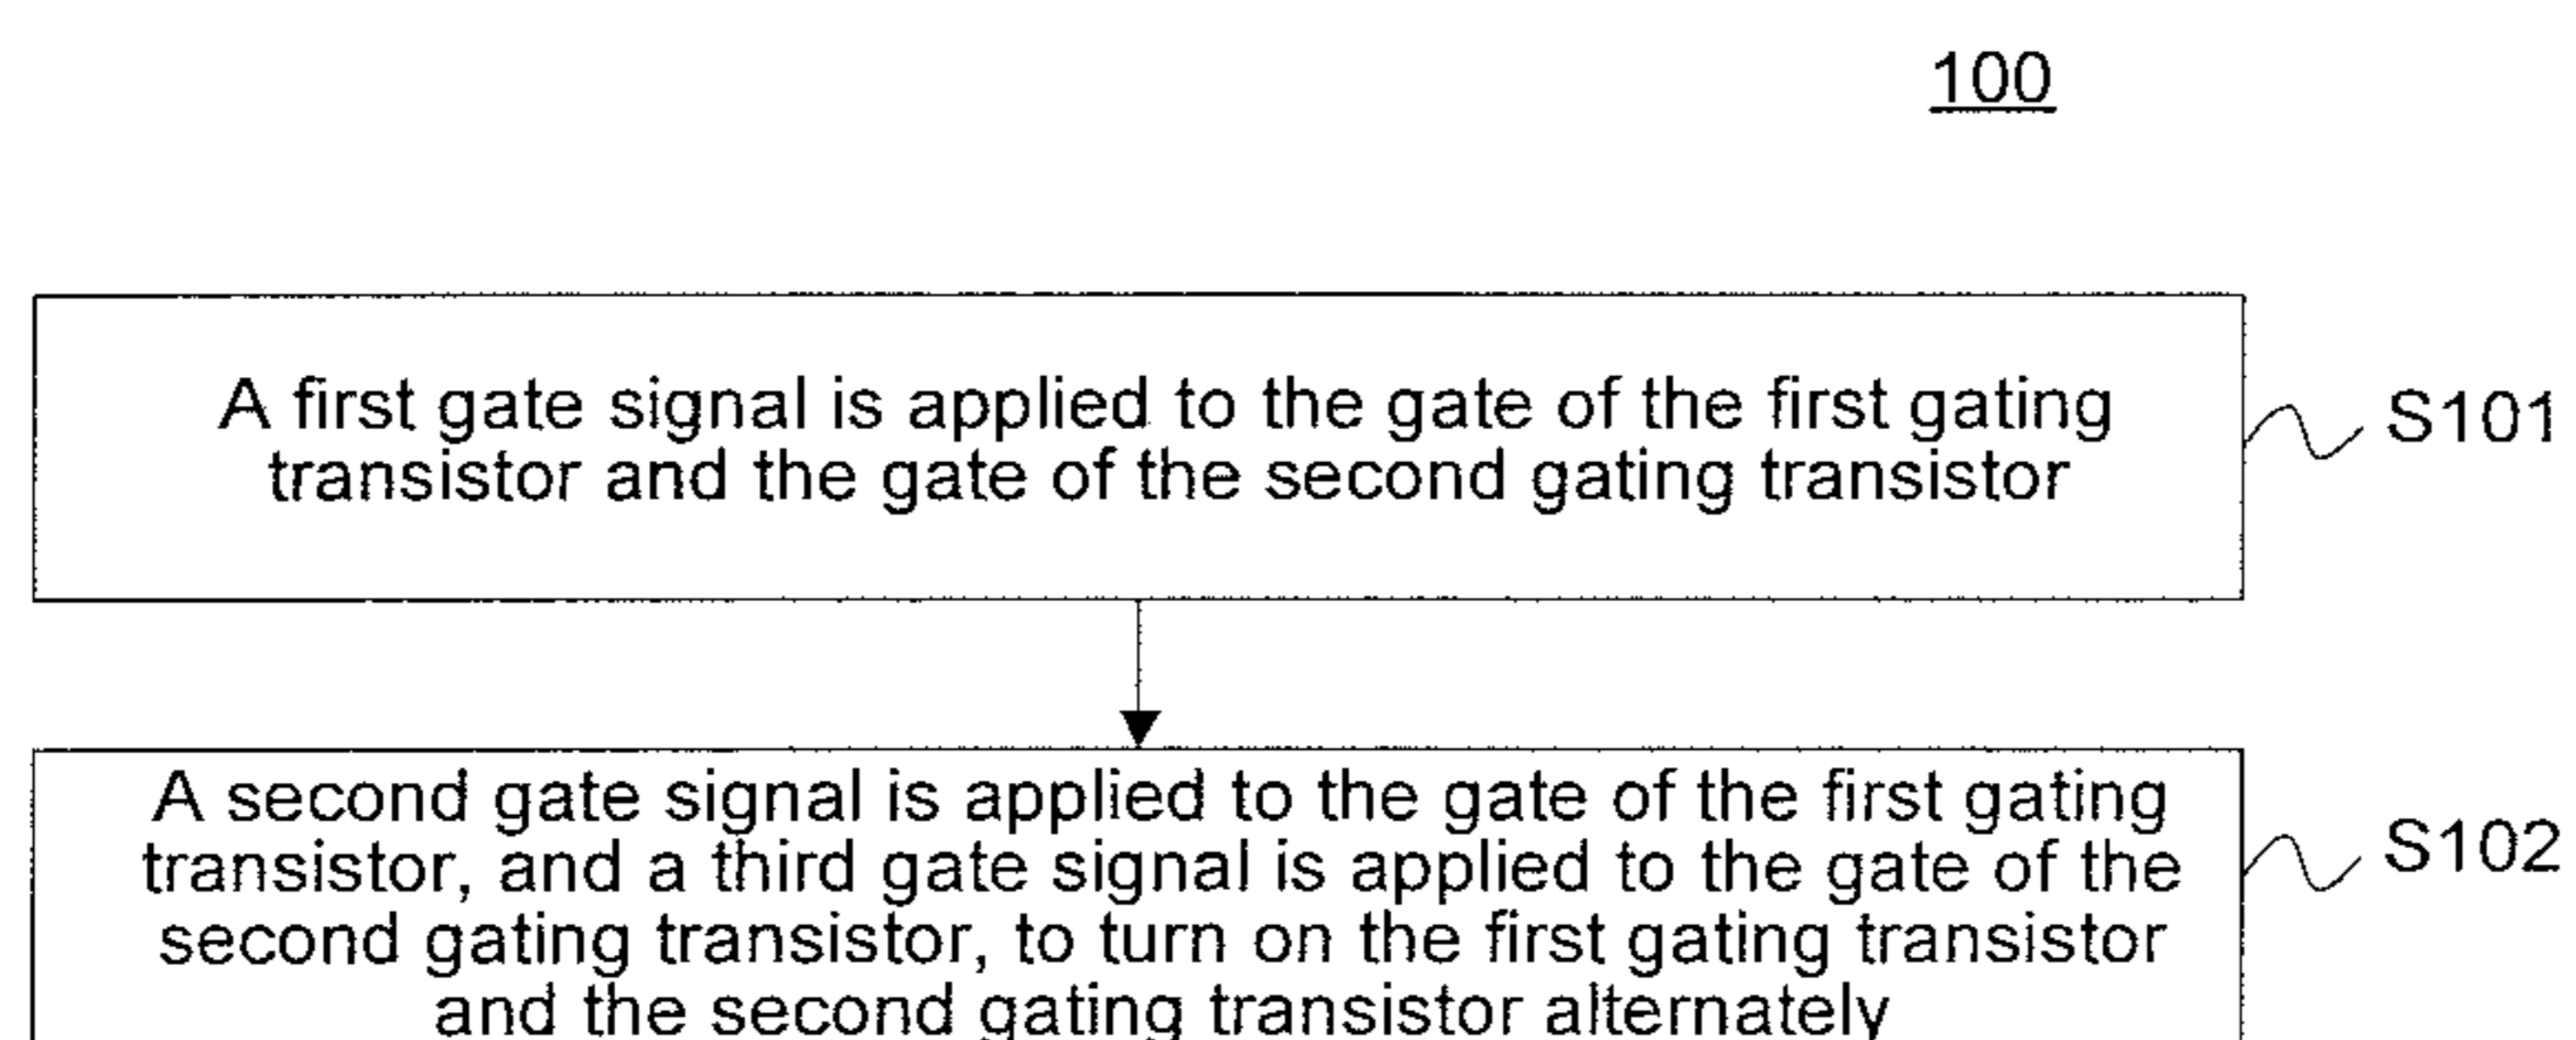 100
A first gate signal is applied to the gate of the first gating
transistor and the gate of the second gating transistor
S101
A second gate signal is applied to the gate of the first gating
transistor, and a third gate signal is applied to the gate of the
second gating transistor, to turn on the first gating transistor
and the second gating transistor alternately
S102